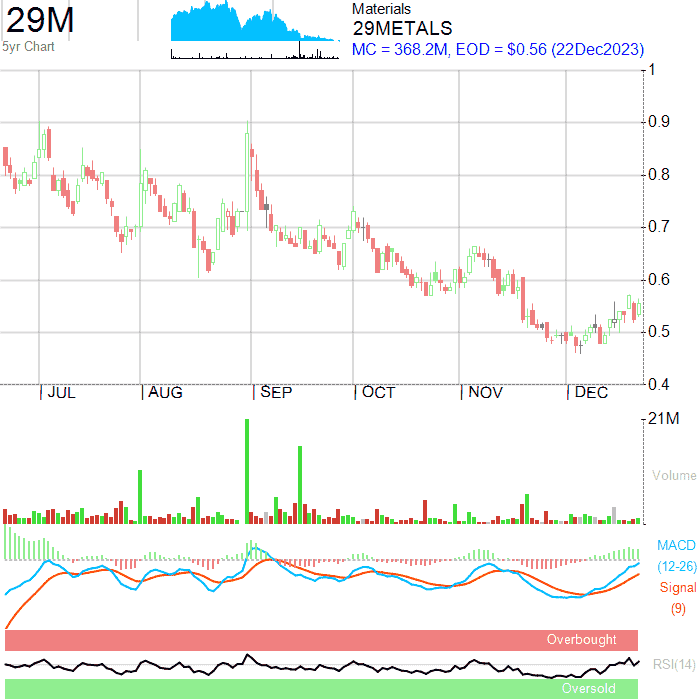 29M
5yr Chart
Materials
29METALS
MC = 368.2M, EOD = $0.56 (22Dec2023)
1
0.9
0.8
0.7
0.6
0.5
0.4
JUL
AUG
SEP
OCT
NOV
DEC
21M
Volume
MACD
(12-26)
Signal
(9)
Overbought
RSI(14)
Oversold